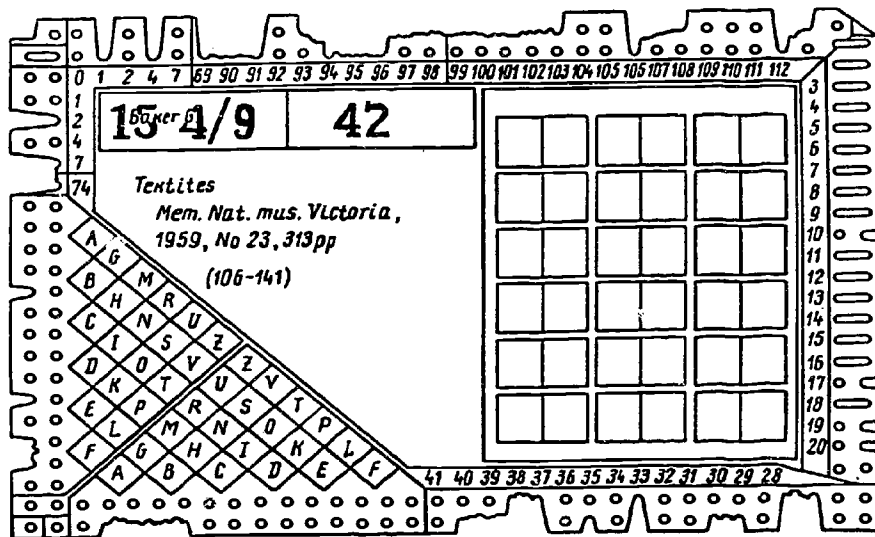 0 1 2 4 7 69 90 91 92 93 94 95 96 97 98 99 100 101 102 103 104 105 106 107 108 109 110 111 112
1
2
4
7
74
Baker G
15-4/9 42
Textites
Mem. Nat. mus. Victoria,
1959, No 23, 313pp
(106-141)
3
4
5
6
7
8
9
10
11
12
13
14
15
16
17
18
19
20
A G M R U Z
B H N S V
C I O T
D K P
E L
F
Z V T P L F
U S O K E
R N I D
M H C
G B
A
41 40 39 38 37 36 35 34 33 32 31 30 29 28